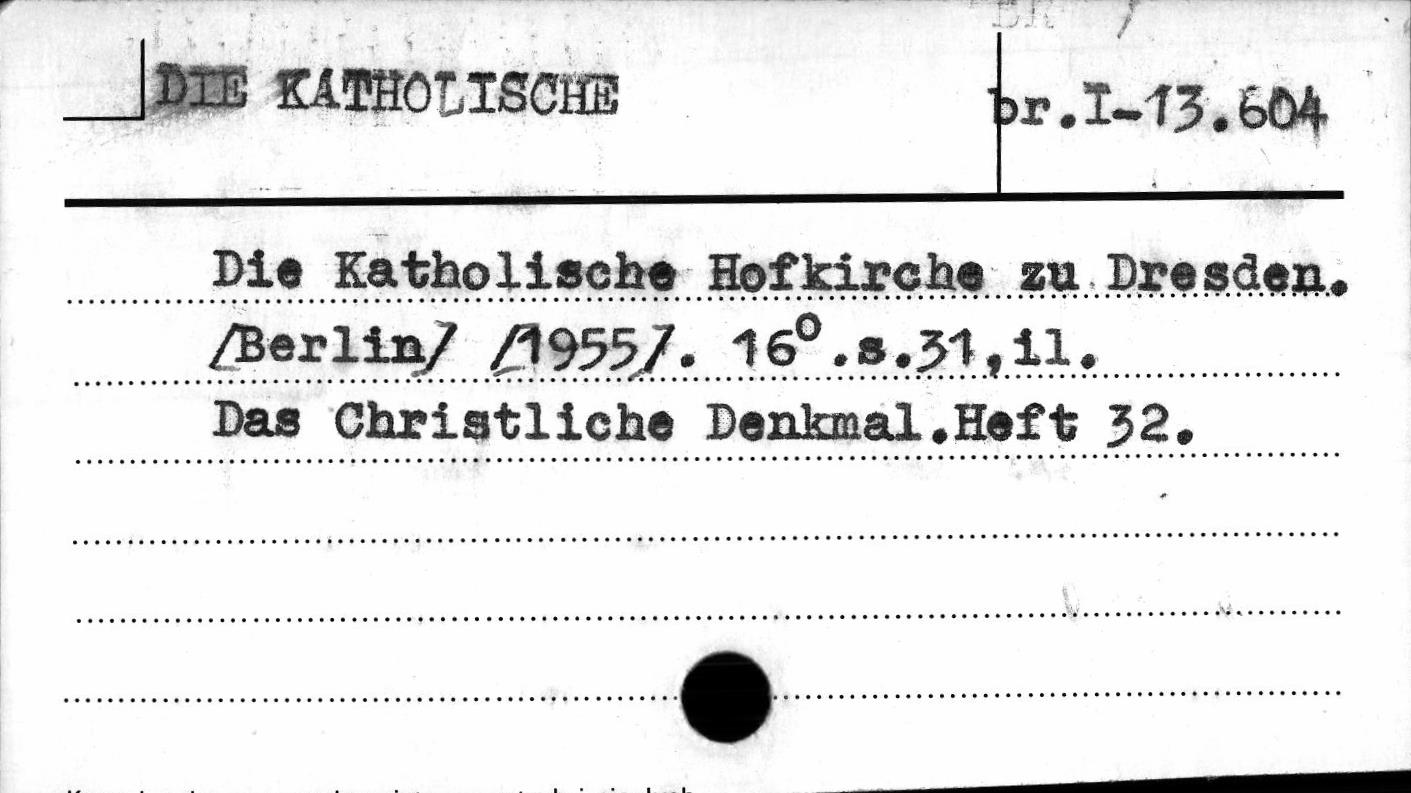 DIE KATHOLISCHE
br.I-13.604
Die Katholische Hofkirche zu Dresden.
/Berlin/ /1955/. 16°.s.31,il.
Das Christliche Denkmal.Heft 32.